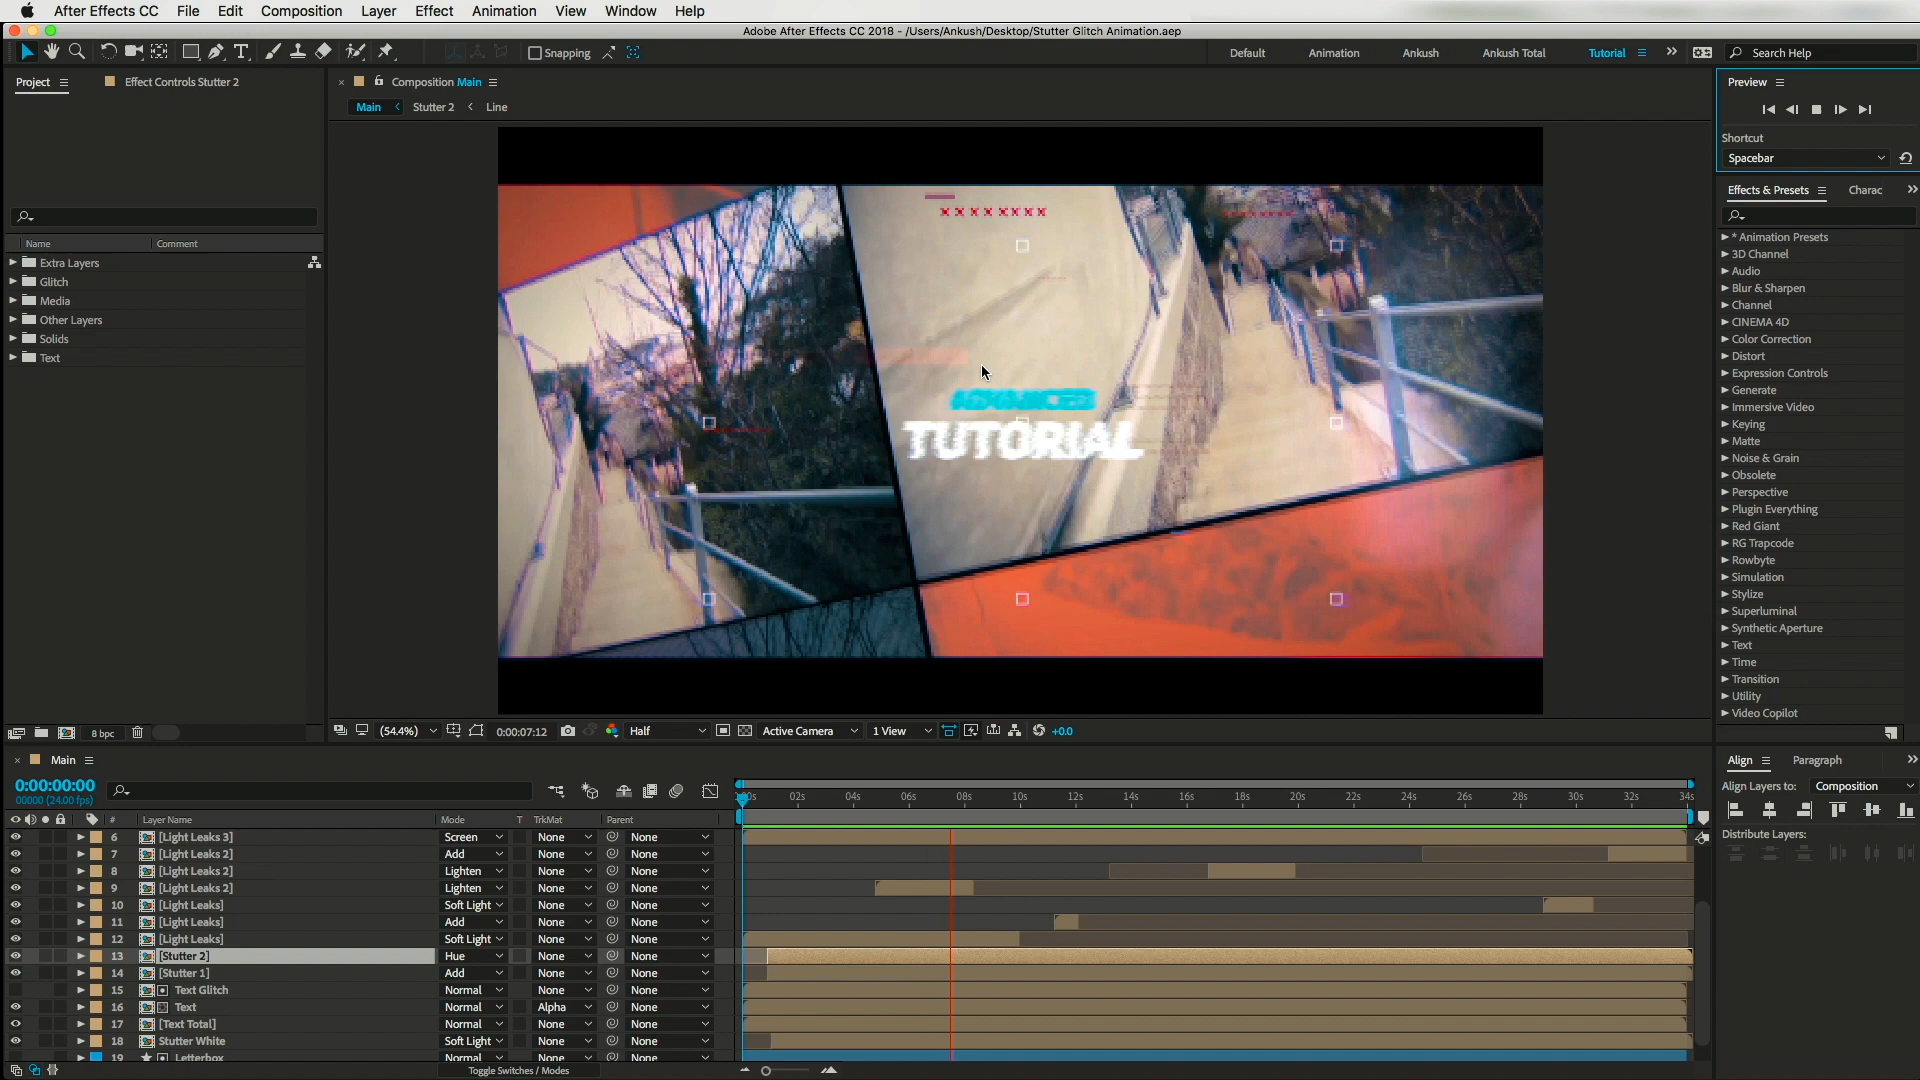 After Effects CC File Edit Composition Layer Effect Animation View Window Help
Adobe After Effects CC 2018 - /Users/Ankush/Desktop/Stutter Glitch Animation.aep
Snapping Default Animation Ankush Ankush Total Tutorial Search Help
Project Effect Controls Stutter 2
Composition Main
Main Stutter 2 Line
Preview
Shortcut
Spacebar
Effects & Presets Charac
Name Comment
Extra Layers
Glitch
Media
Other Layers
Solids
Text
TUTORIAL
* Animation Presets
3D Channel
Audio
Blur & Sharpen
Channel
CINEMA 4D
Color Correction
Distort
Expression Controls
Generate
Immersive Video
Keying
Matte
Noise & Grain
Obsolete
Perspective
Plugin Everything
Red Giant
RG Trapcode
Rowbyte
Simulation
Stylize
Superluminal
Synthetic Aperture
Text
Time
Transition
Utility
Video Copilot
8 bpc
(54.4%) 0:00:07:12 Half Active Camera 1 View +0.0
Main
0:00:00:00
00000 (24.00 fps)
02s 04s 06s 08s 10s 12s 14s 16s 18s 20s 22s 24s 26s 28s 30s 32s 34s
# Layer Name Mode T TrkMat Parent
6 [Light Leaks 3] Screen None None
7 [Light Leaks 2] Add None None
8 [Light Leaks 2] Lighten None None
9 [Light Leaks 2] Lighten None None
10 [Light Leaks] Soft Light None None
11 [Light Leaks] Add None None
12 [Light Leaks] Soft Light None None
13 [Stutter 2] Hue None None
14 [Stutter 1] Add None None
15 Text Glitch Normal None None
16 Text Normal Alpha None
17 [Text Total] Normal None None
18 Stutter White Soft Light None None
19 Letterbox Normal None None
Toggle Switches / Modes
Align Paragraph
Align Layers to: Composition
Distribute Layers: